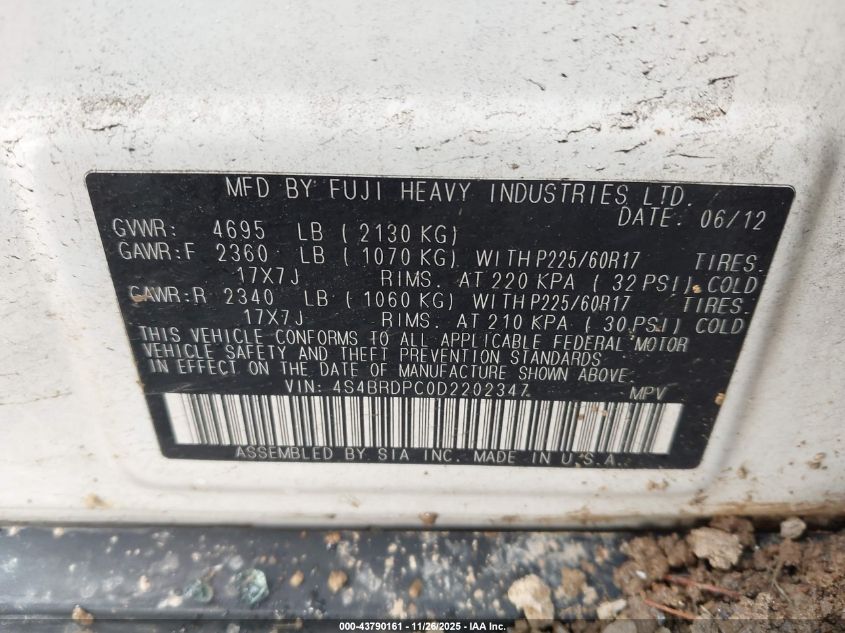 MFD BY FUJI HEAVY INDUSTRIES LTD.
DATE: 06/12
GVWR: 4695 LB ( 2130 KG)
GAWR:F 2360 LB ( 1070 KG) WITH P225/60R17 TIRES.
17X7J RIMS. AT 220 KPA ( 32 PSI) COLD
GAWR:R 2340 LB ( 1060 KG) WITH P225/60R17 TIRES.
17X7J RIMS. AT 210 KPA ( 30 PSI) COLD
THIS VEHICLE CONFORMS TO ALL APPLICABLE FEDERAL MOTOR
VEHICLE SAFETY AND THEFT PREVENTION STANDARDS
IN EFFECT ON THE DATE OF MANUFACTURE SHOWN ABOVE.
VIN: 4S4BRDPC0D2202347 MPV
ASSEMBLED BY SIA INC. MADE IN U.S.A.
000-43790161 - 11/26/2025 - IAA Inc.